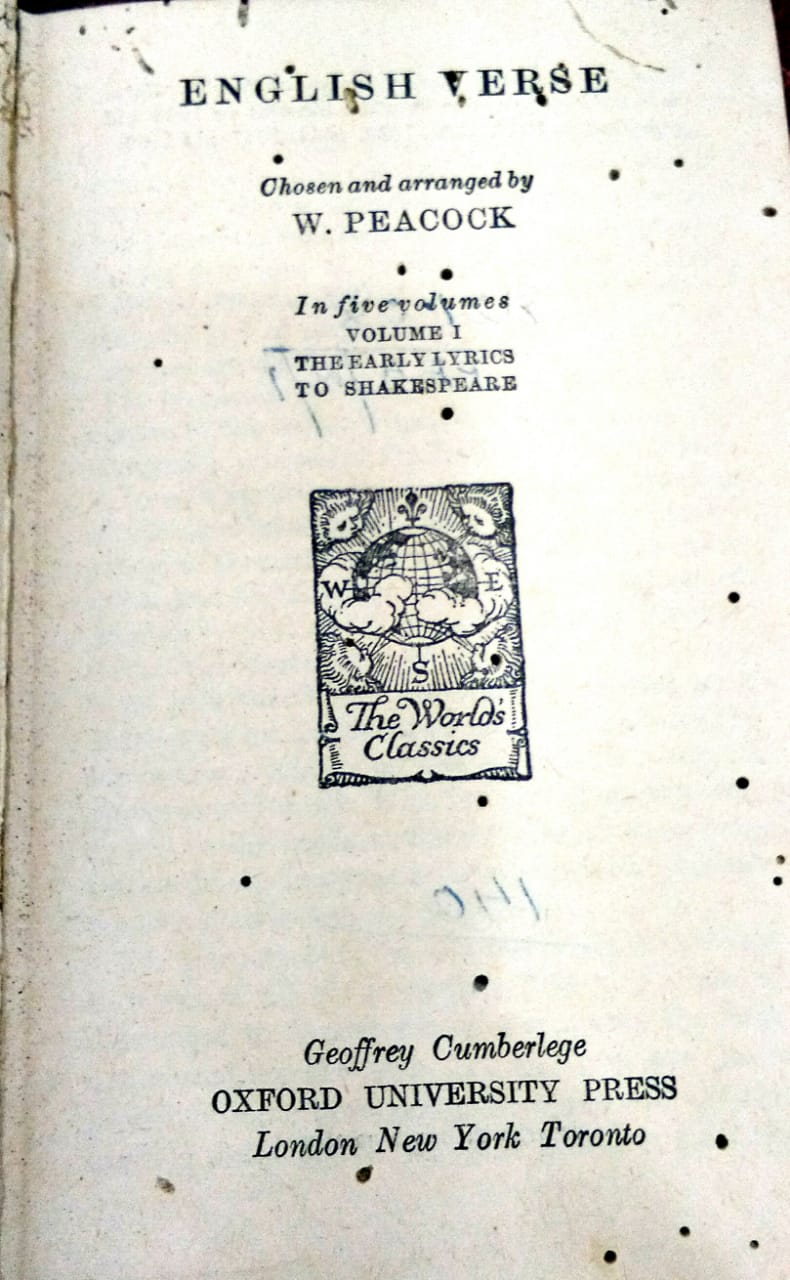 ENGLISH VERSE
Chosen and arranged by
W. PEACOCK
In five volumes
VOLUME I
THE EARLY LYRICS
TO SHAKESPEARE
W E
S
The World's
Classics
Geoffrey Cumberlege
OXFORD UNIVERSITY PRESS
London New York Toronto